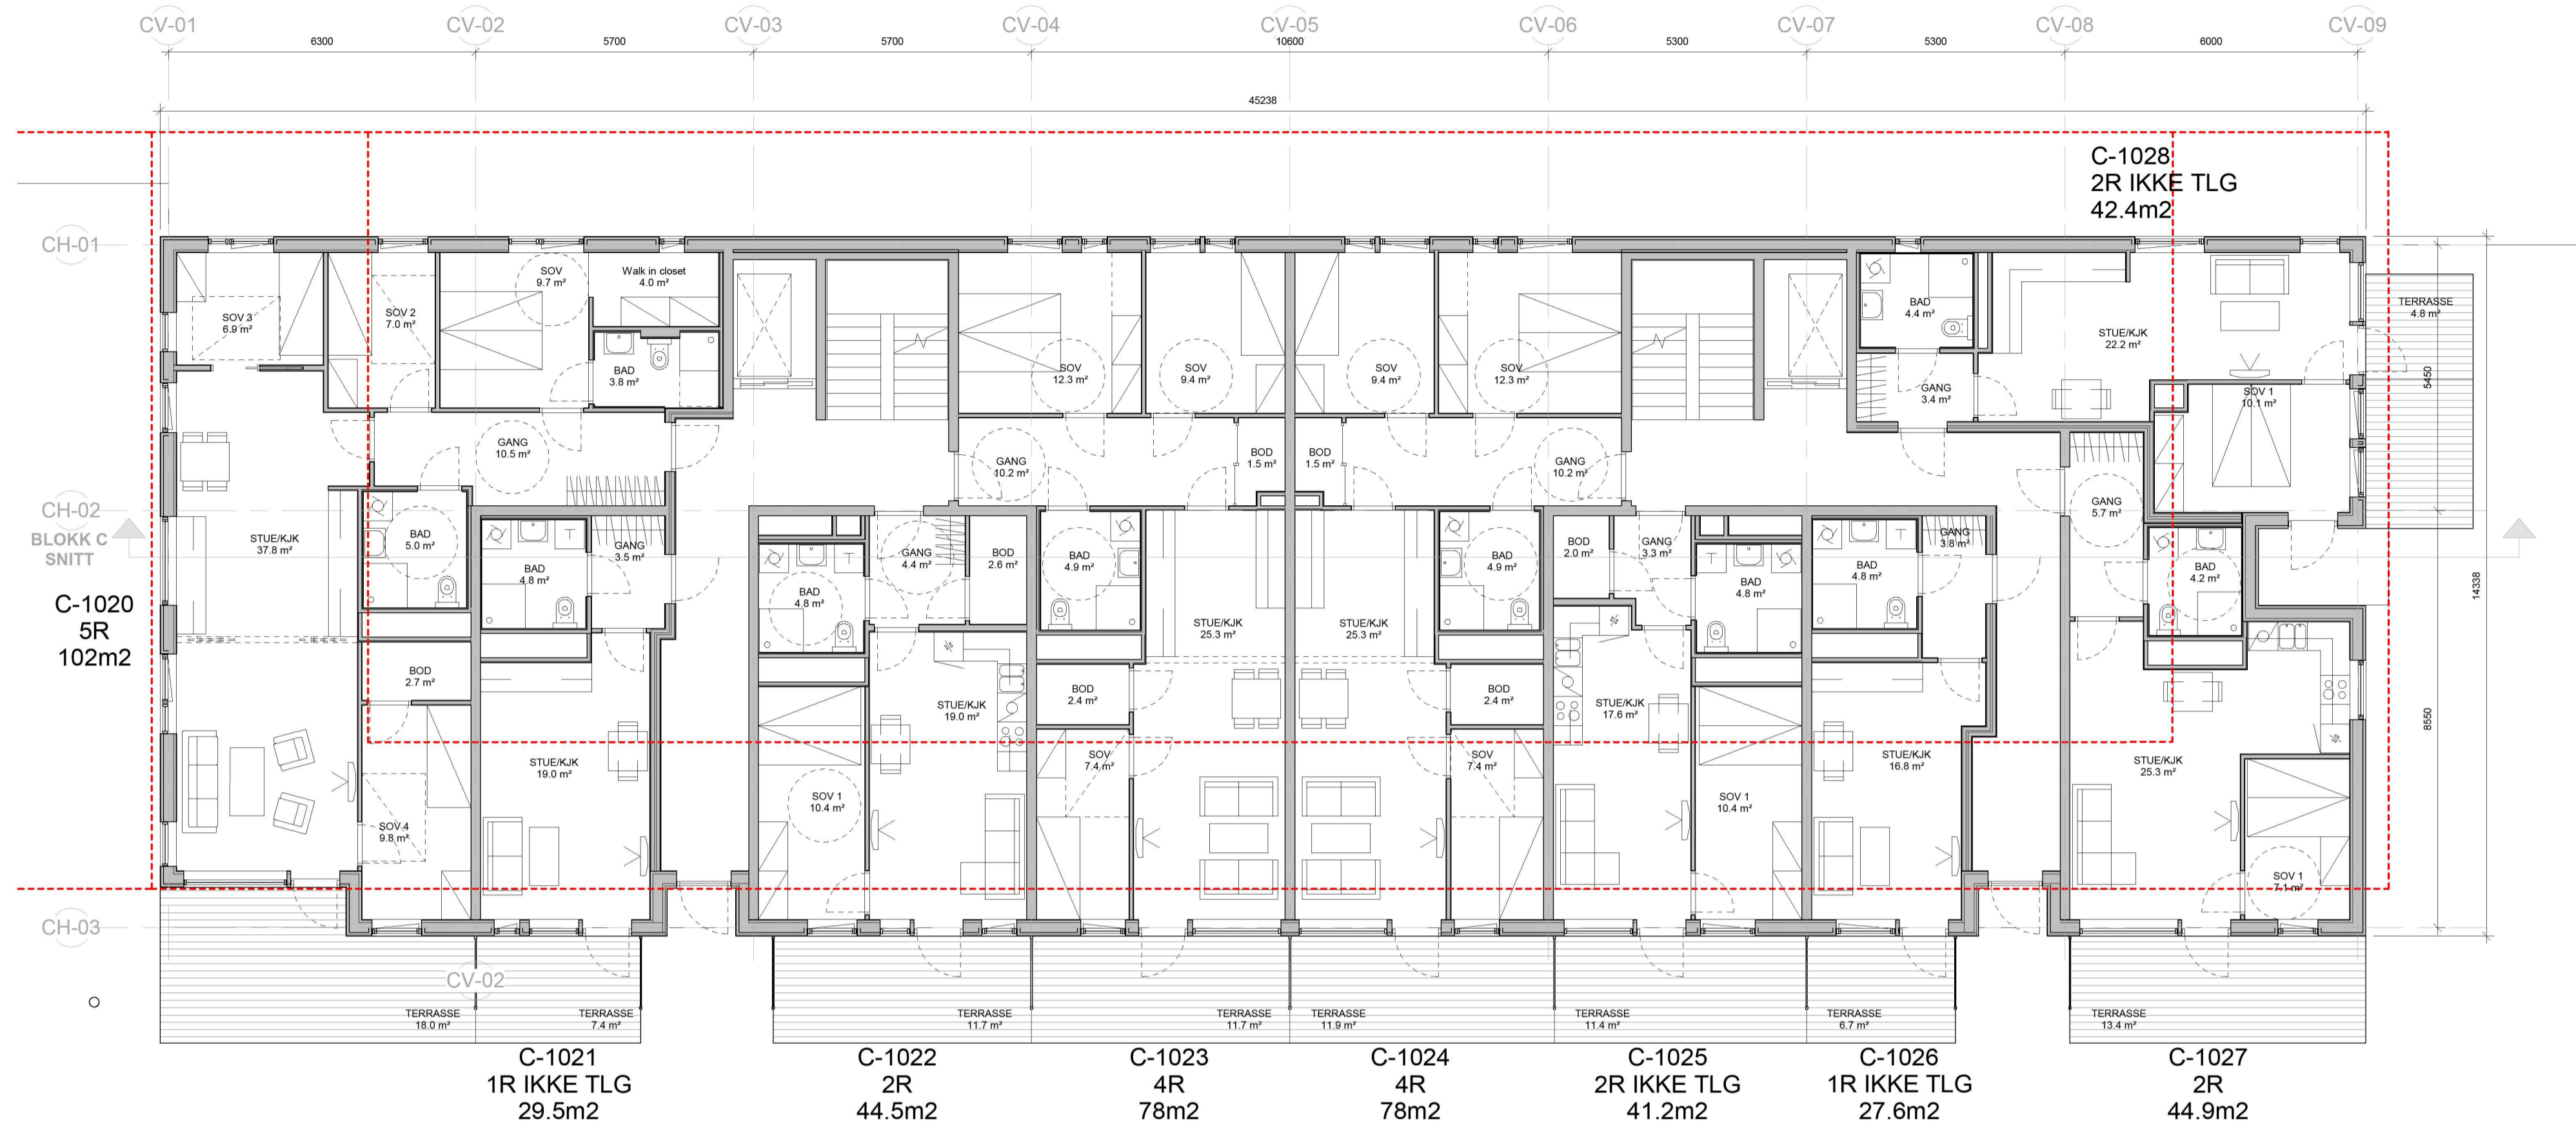 CV-01
CV-02
CV-03
CV-04
CV-05
CV-06
CV-07
CV-08
CV-09
6300
5700
5700
10600
5300
5300
6000
45238
C-1028
2R IKKE TLG
42.4m2
CH-01
SOV 3
6.9 m²
SOV 2
7.0 m²
SOV
9.7 m²
Walk in closet
4.0 m²
BAD
3.8 m²
SOV
12.3 m²
SOV
9.4 m²
SOV
9.4 m²
SOV
12.3 m²
BAD
4.4 m²
GANG
3.4 m²
STUE/KJK
22.2 m²
SOV 1
10.1 m²
TERRASSE
4.8 m²
5450
GANG
10.5 m²
GANG
10.2 m²
BOD
1.5 m²
BOD
1.5 m²
GANG
10.2 m²
GANG
5.7 m²
CH-02
BLOKK C
SNITT
STUE/KJK
37.8 m²
BAD
5.0 m²
BAD
4.8 m²
GANG
3.5 m²
BAD
4.8 m²
GANG
4.4 m²
BOD
2.6 m²
BAD
4.9 m²
STUE/KJK
25.3 m²
STUE/KJK
25.3 m²
BAD
4.9 m²
BOD
2.0 m²
GANG
3.3 m²
BAD
4.8 m²
BAD
4.8 m²
GANG
3.8 m²
BAD
4.2 m²
14338
C-1020
5R
102m2
BOD
2.7 m²
STUE/KJK
19.0 m²
BOD
2.4 m²
BOD
2.4 m²
STUE/KJK
17.6 m²
8550
STUE/KJK
19.0 m²
SOV
7.4 m²
SOV
7.4 m²
STUE/KJK
16.8 m²
STUE/KJK
25.3 m²
SOV 4
9.8 m²
SOV 1
10.4 m²
SOV 1
10.4 m²
SOV 1
7.1 m²
CH-03
CV-02
TERRASSE
18.0 m²
TERRASSE
7.4 m²
TERRASSE
11.7 m²
TERRASSE
11.7 m²
TERRASSE
11.9 m²
TERRASSE
11.4 m²
TERRASSE
6.7 m²
TERRASSE
13.4 m²
C-1021
1R IKKE TLG
29.5m2
C-1022
2R
44.5m2
C-1023
4R
78m2
C-1024
4R
78m2
C-1025
2R IKKE TLG
41.2m2
C-1026
1R IKKE TLG
27.6m2
C-1027
2R
44.9m2